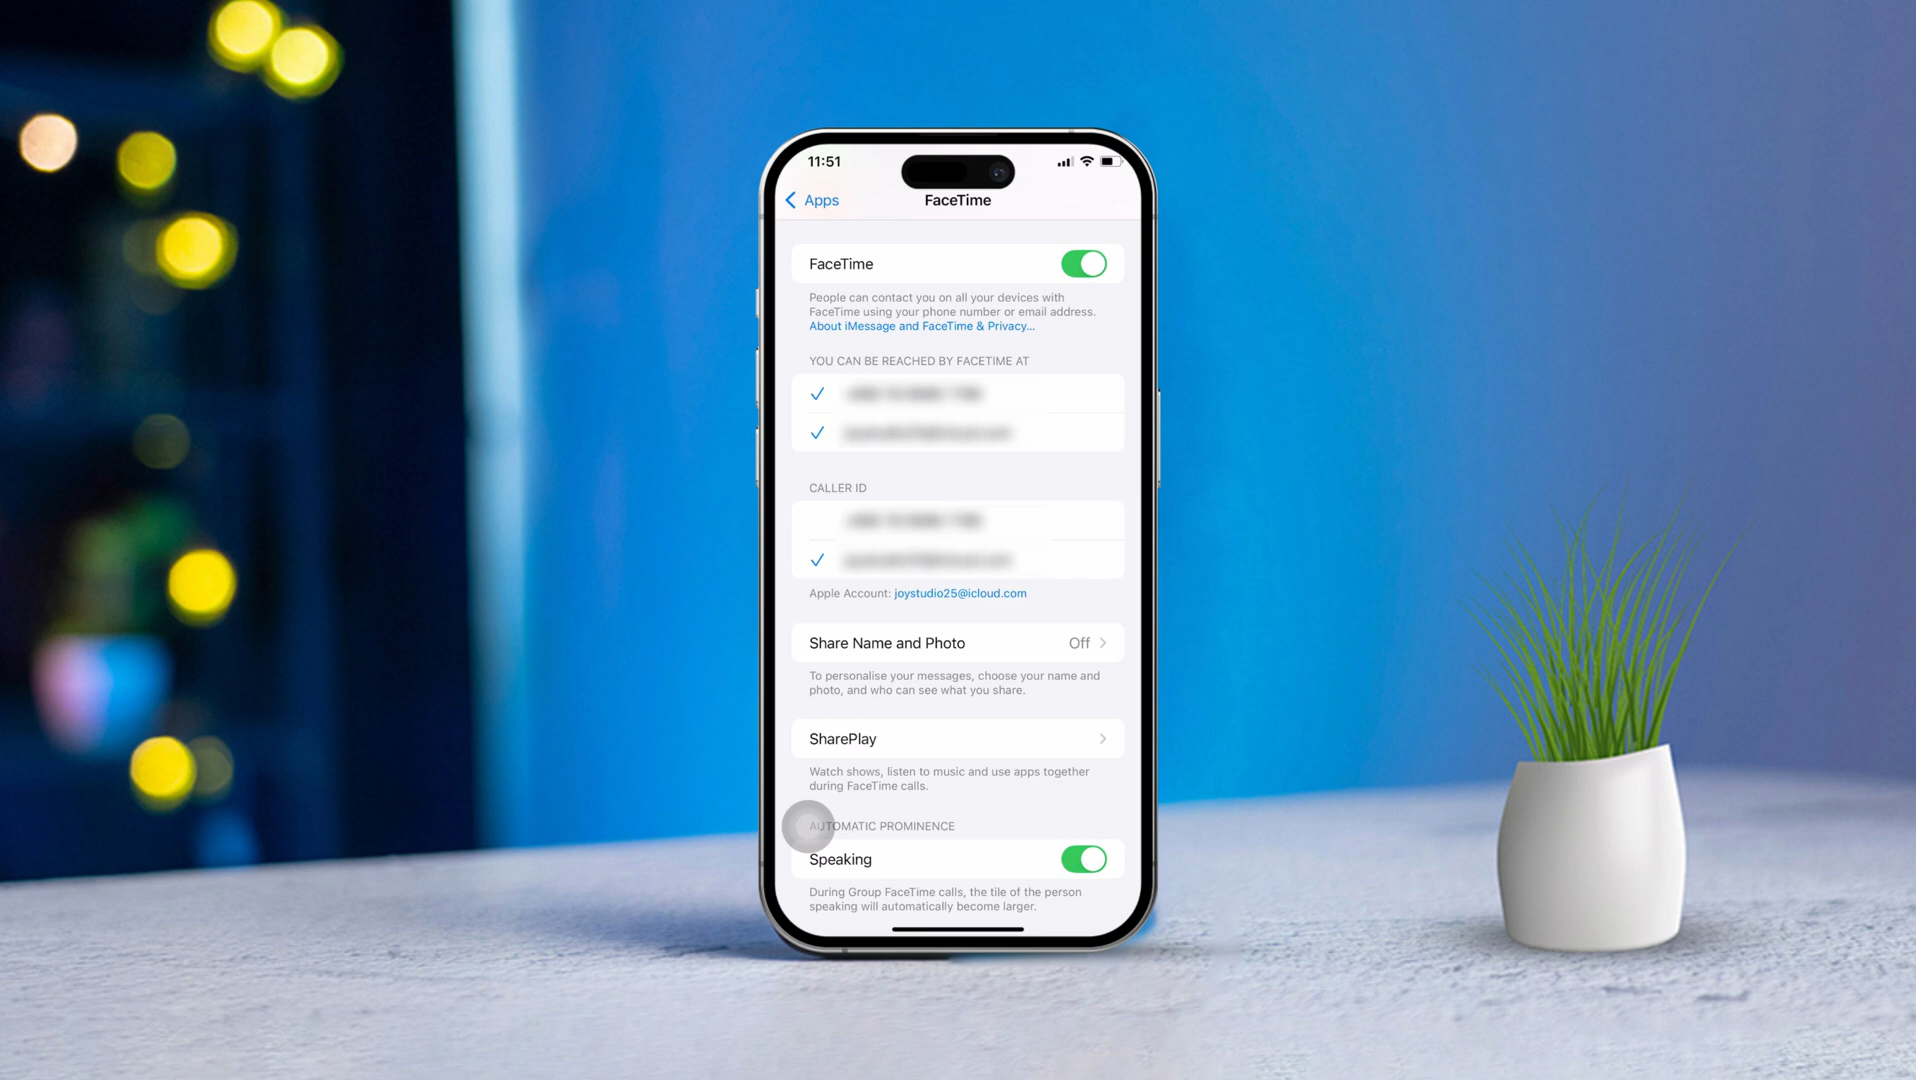 11:51
Apps
FaceTime
FaceTime
People can contact you on all your devices with
FaceTime using your phone number or email address.
About iMessage and FaceTime & Privacy...
YOU CAN BE REACHED BY FACETIME AT
CALLER ID
Apple Account: joystudio25@icloud.com
Share Name and Photo Off
To personalise your messages, choose your name and
photo, and who can see what you share.
SharePlay
Watch shows, listen to music and use apps together
during FaceTime calls.
AUTOMATIC PROMINENCE
Speaking
During Group FaceTime calls, the tile of the person
speaking will automatically become larger.